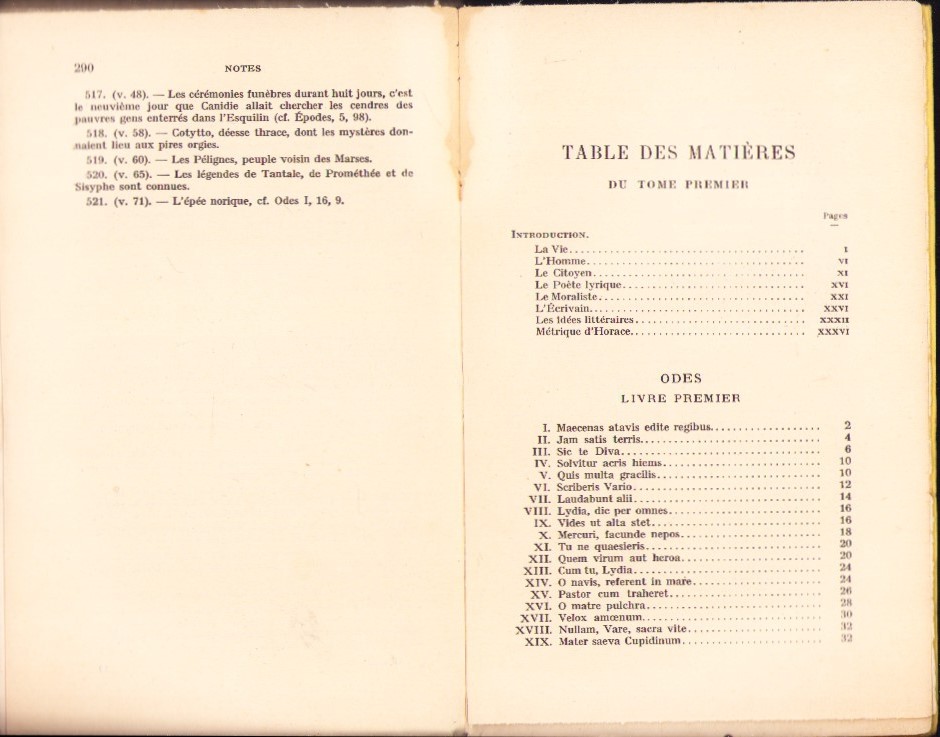 290 NOTES
517. (v. 48). — Les cérémonies funèbres durant huit jours, c'est
le neuvième jour que Canidie allait chercher les cendres des
pauvres gens enterrés dans l'Esquilin (cf. Épodes, 5, 98).
518. (v. 58). — Cotytto, déesse thrace, dont les mystères don-
naient lieu aux pires orgies.
519. (v. 60). — Les Pélignes, peuple voisin des Marses.
520. (v. 65). — Les légendes de Tantale, de Prométhée et de
Sisyphe sont connues.
521. (v. 71). — L'épée norique, cf. Odes I, 16, 9.
TABLE DES MATIÈRES
DU TOME PREMIER
Pages
INTRODUCTION.
La Vie........ I
L'Homme........ VI
Le Citoyen........ XI
Le Poète lyrique........ XVI
Le Moraliste........ XXI
L'Écrivain........ XXVI
Les idées littéraires........ XXXII
Métrique d'Horace........ XXXVI
ODES
LIVRE PREMIER
I. Maecenas atavis edite regibus........ 2
II. Jam satis terris........ 4
III. Sic te Diva........ 6
IV. Solvitur acris hiems........ 10
V. Quis multa gracilis........ 10
VI. Scriberis Vario........ 12
VII. Laudabunt alii........ 14
VIII. Lydia, dic per omnes........ 16
IX. Vides ut alta stet........ 16
X. Mercuri, facunde nepos........ 18
XI. Tu ne quaesieris........ 20
XII. Quem virum aut heroa........ 20
XIII. Cum tu, Lydia........ 24
XIV. O navis, referent in mare........ 24
XV. Pastor cum traheret........ 26
XVI. O matre pulchra........ 28
XVII. Velox amœnum........ 30
XVIII. Nullam, Vare, sacra vite........ 32
XIX. Mater saeva Cupidinum........ 32